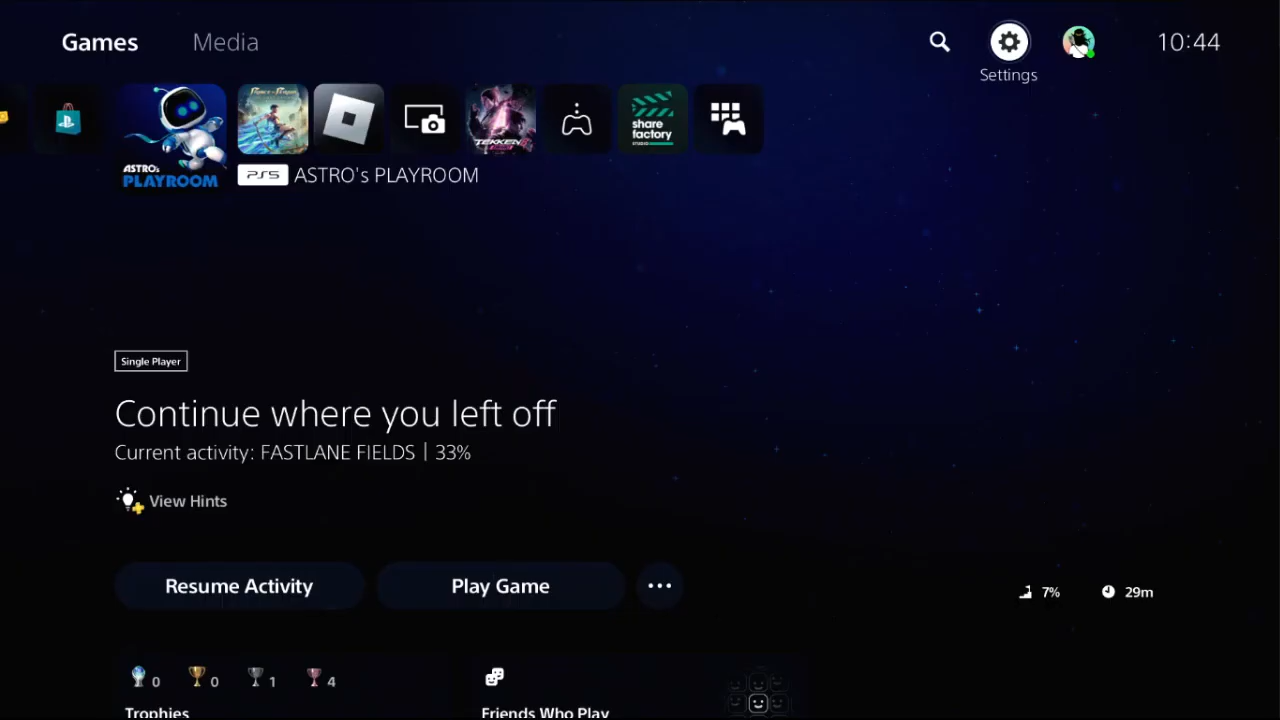 Games
Media
10:44
Settings
ASTRO's
PLAYROOM
TEKKEN
share
factory
STUDIO
PS5 ASTRO's PLAYROOM
Single Player
Continue where you left off
Current activity: FASTLANE FIELDS | 33%
View Hints
Resume Activity
Play Game
7%
29m
0
0
1
4
Trophies
Friends Who Play